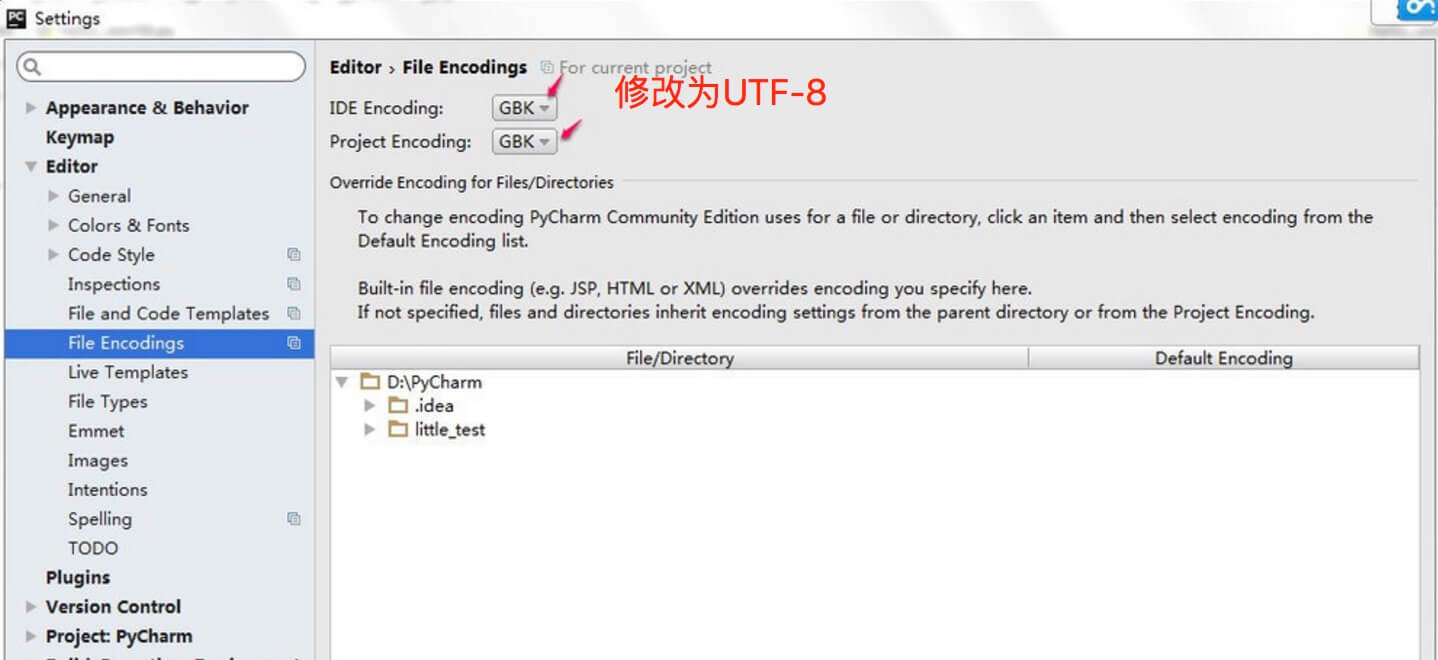 PC Settings
Editor › File Encodings For current project
修改为UTF-8
IDE Encoding: GBK
Project Encoding: GBK
Override Encoding for Files/Directories
To change encoding PyCharm Community Edition uses for a file or directory, click an item and then select encoding from the
Default Encoding list.
Built-in file encoding (e.g. JSP, HTML or XML) overrides encoding you specify here.
If not specified, files and directories inherit encoding settings from the parent directory or from the Project Encoding.
File/Directory Default Encoding
D:\PyCharm
.idea
little_test
Appearance & Behavior
Keymap
Editor
General
Colors & Fonts
Code Style
Inspections
File and Code Templates
File Encodings
Live Templates
File Types
Emmet
Images
Intentions
Spelling
TODO
Plugins
Version Control
Project: PyCharm